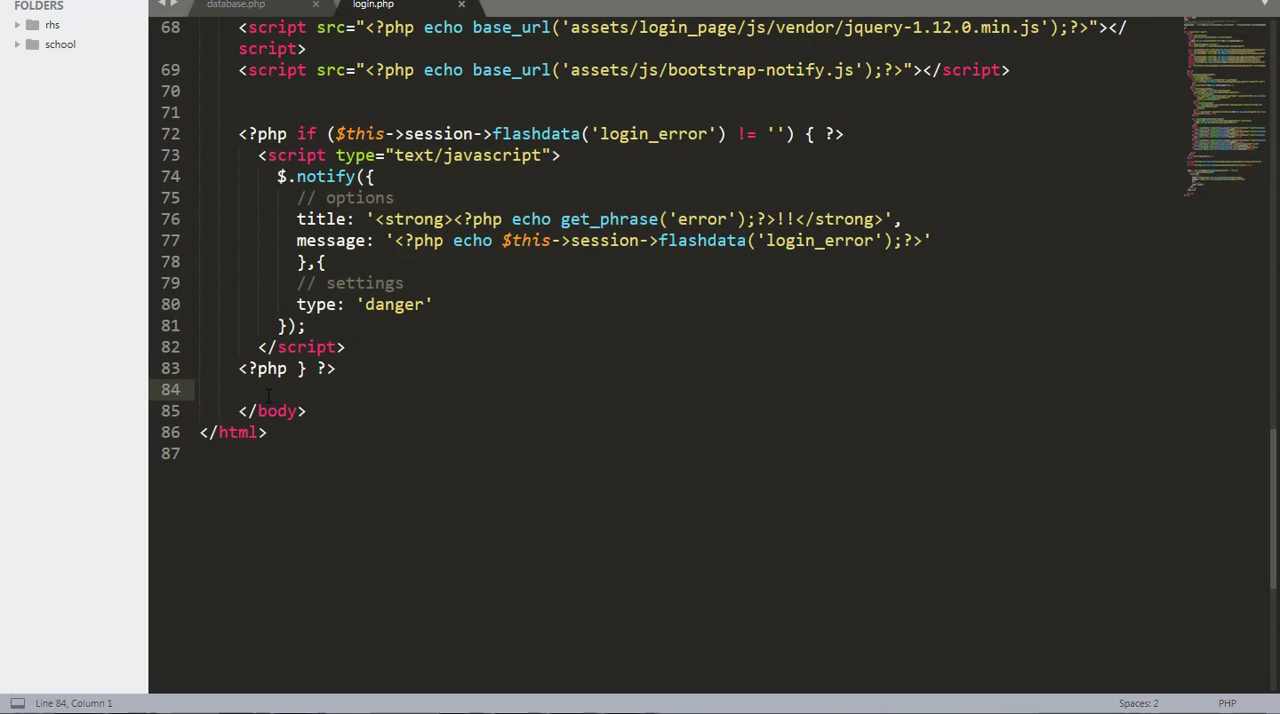 FOLDERS
database.php
login.php
rhs
school
68 <script src="<?php echo base_url('assets/login_page/js/vendor/jquery-1.12.0.min.js');?>"></
script>
69 <script src="<?php echo base_url('assets/js/bootstrap-notify.js');?>"></script>
70
71
72 <?php if ($this->session->flashdata('login_error') != '') { ?>
73 <script type="text/javascript">
74 $.notify({
75 // options
76 title: '<strong><?php echo get_phrase('error');?>!!</strong>',
77 message: '<?php echo $this->session->flashdata('login_error');?>'
78 },{
79 // settings
80 type: 'danger'
81 });
82 </script>
83 <?php } ?>
84
85 </body>
86 </html>
87
Line 84, Column 1
Spaces: 2
PHP